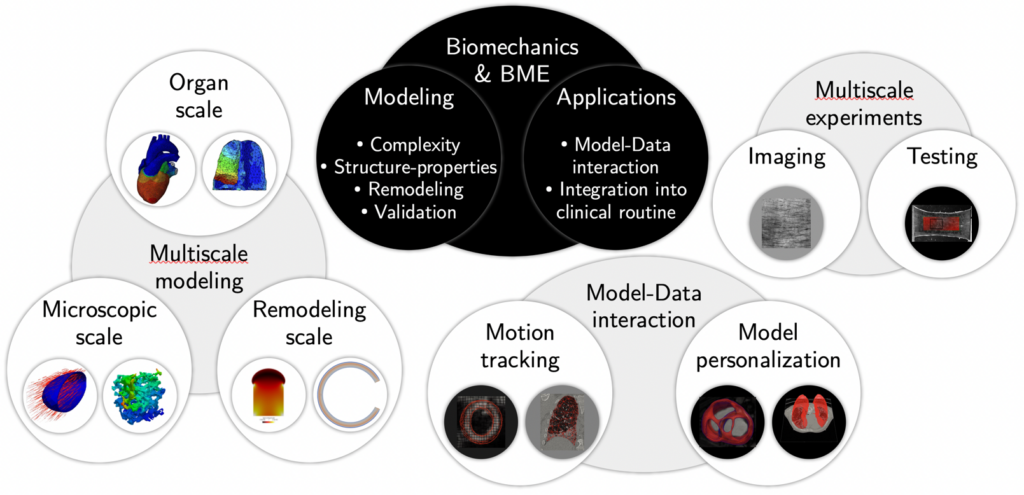 Biomechanics
& BME
Modeling
• Complexity
• Structure-properties
• Remodeling
• Validation
Applications
• Model-Data
interaction
• Integration into
clinical routine
Organ
scale
Multiscale
modeling
Microscopic
scale
Remodeling
scale
Multiscale
experiments
Imaging
Testing
Model-Data
interaction
Motion
tracking
Model
personalization